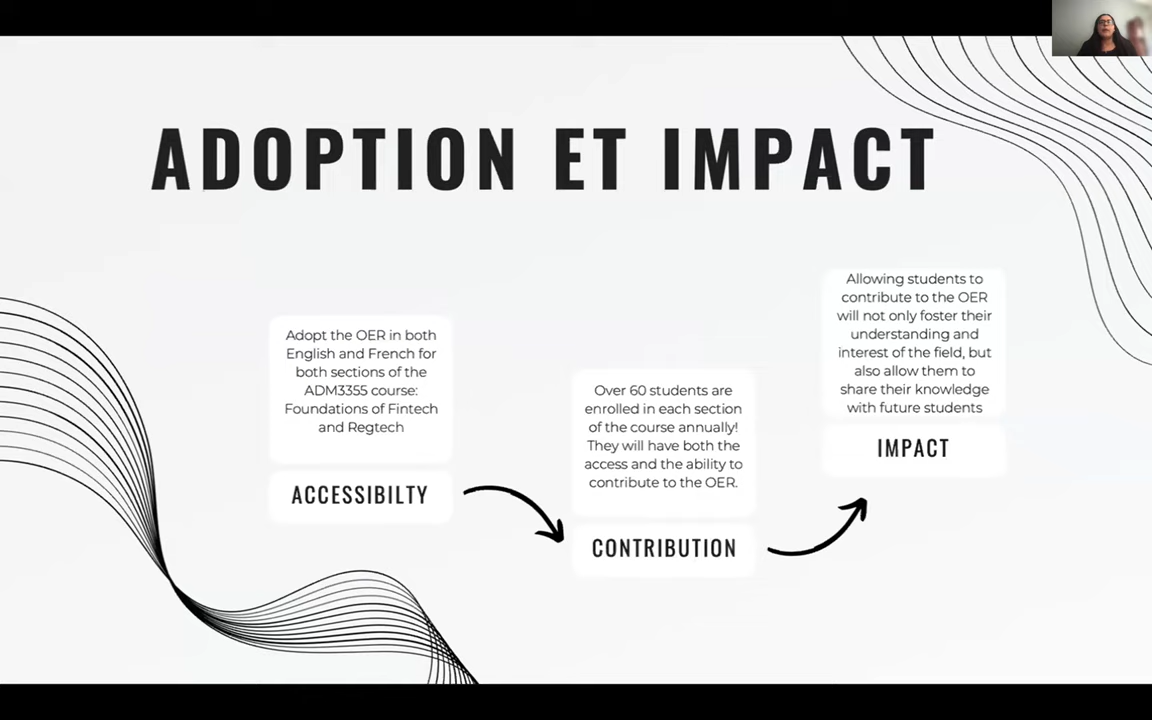 ADOPTION ET IMPACT
Adopt the OER in both
English and French for
both sections of the
ADM3355 course:
Foundations of Fintech
and Regtech
ACCESSIBILTY
Over 60 students are
enrolled in each section
of the course annually!
They will have both the
access and the ability to
contribute to the OER.
CONTRIBUTION
Allowing students to
contribute to the OER
will not only foster their
understanding and
interest of the field, but
also allow them to
share their knowledge
with future students
IMPACT